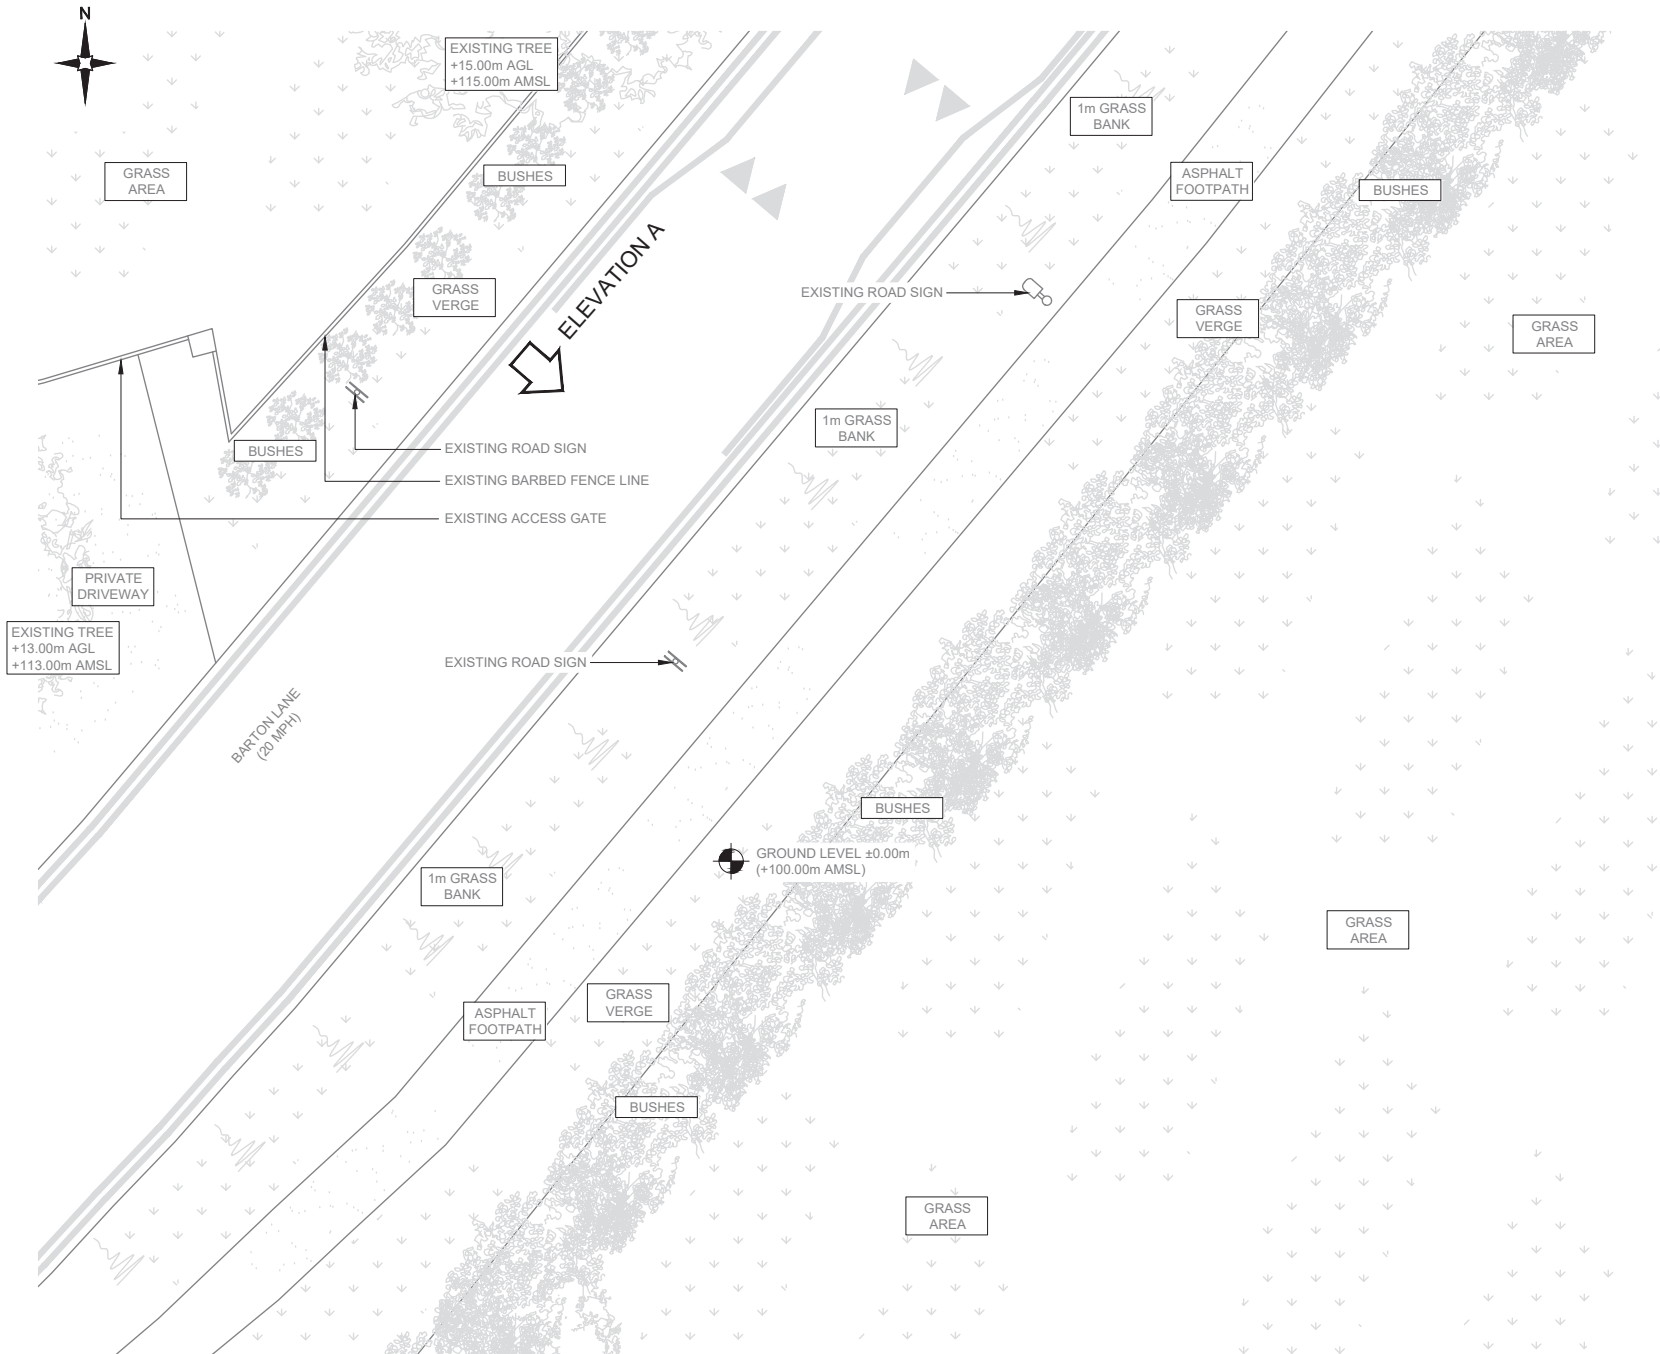 N
EXISTING TREE
+15.00m AGL
+115.00m AMSL
1m GRASS
BANK
GRASS
AREA
BUSHES
ASPHALT
FOOTPATH
BUSHES
ELEVATION A
GRASS
VERGE
EXISTING ROAD SIGN
GRASS
VERGE
GRASS
AREA
1m GRASS
BANK
BUSHES
EXISTING ROAD SIGN
EXISTING BARBED FENCE LINE
EXISTING ACCESS GATE
PRIVATE
DRIVEWAY
EXISTING TREE
+13.00m AGL
+113.00m AMSL
EXISTING ROAD SIGN
BARTON LANE
(20 MPH)
BUSHES
GROUND LEVEL ±0.00m
(+100.00m AMSL)
1m GRASS
BANK
GRASS
AREA
GRASS
VERGE
ASPHALT
FOOTPATH
BUSHES
GRASS
AREA